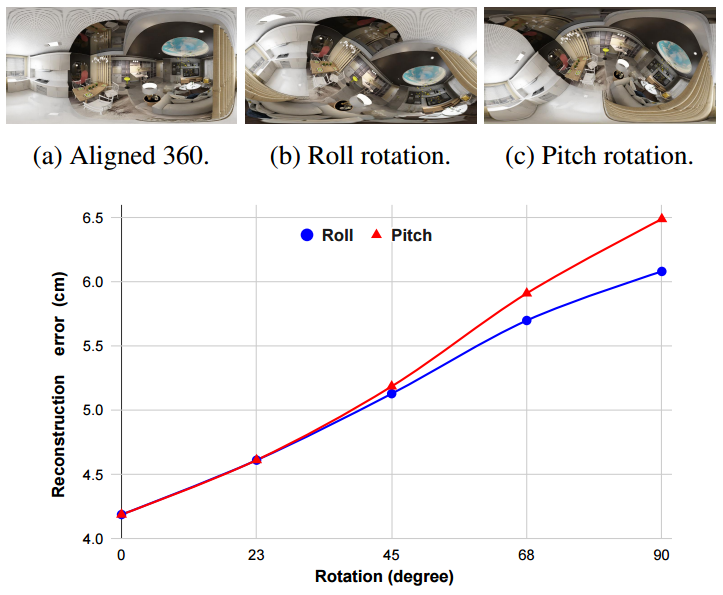 (a) Aligned 360. (b) Roll rotation. (c) Pitch rotation.
6.5
Roll Pitch
6.0
5.5
5.0
4.5
4.0
Reconstruction error (cm)
0 23 45 68 90
Rotation (degree)